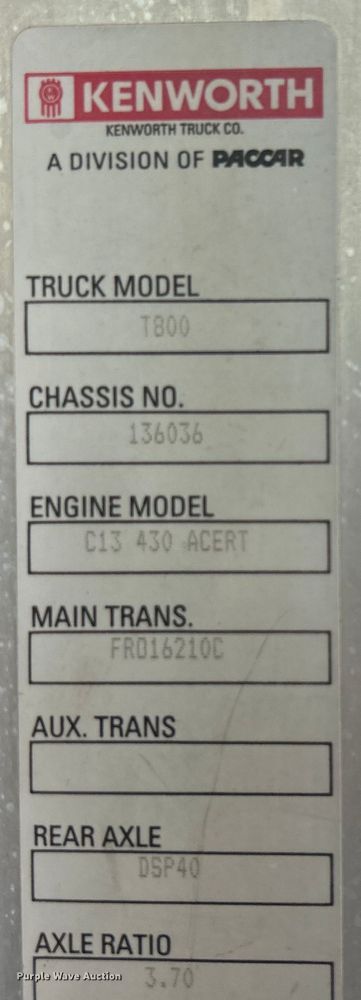 KENWORTH
KENWORTH TRUCK CO.
A DIVISION OF PACCAR
TRUCK MODEL
T800
CHASSIS NO.
136036
ENGINE MODEL
C13 430 ACERT
MAIN TRANS.
FRO16210C
AUX. TRANS
REAR AXLE
DSP40
AXLE RATIO
3.70
Purple Wave Auction